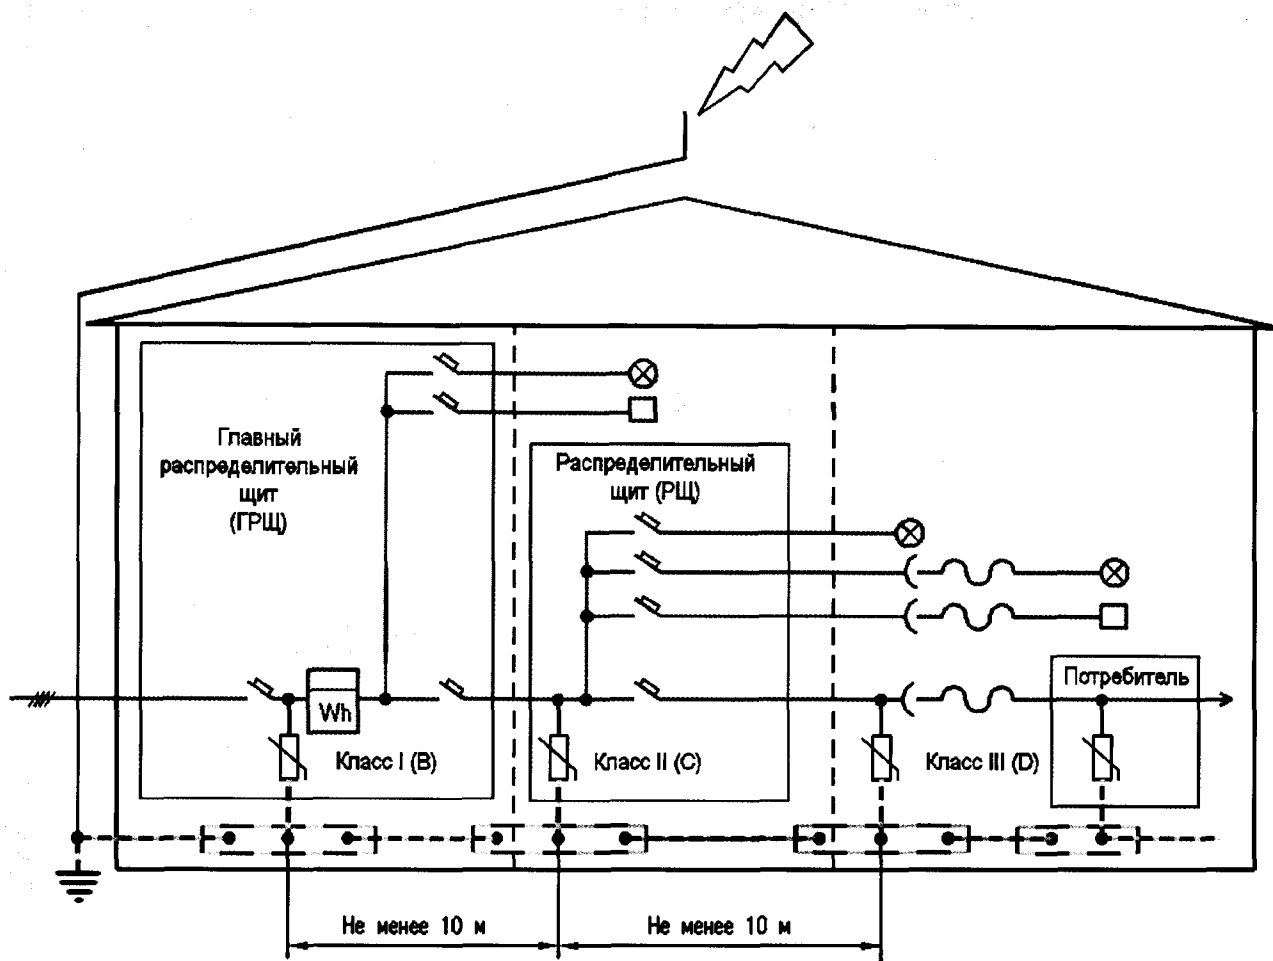 Главный
распределительный
щит
(ГРЩ)
Распределительный
щит (РЩ)
Потребитель
Wh
Класс I (В)
Класс II (С)
Класс III (D)
Не менее 10 м
Не менее 10 м